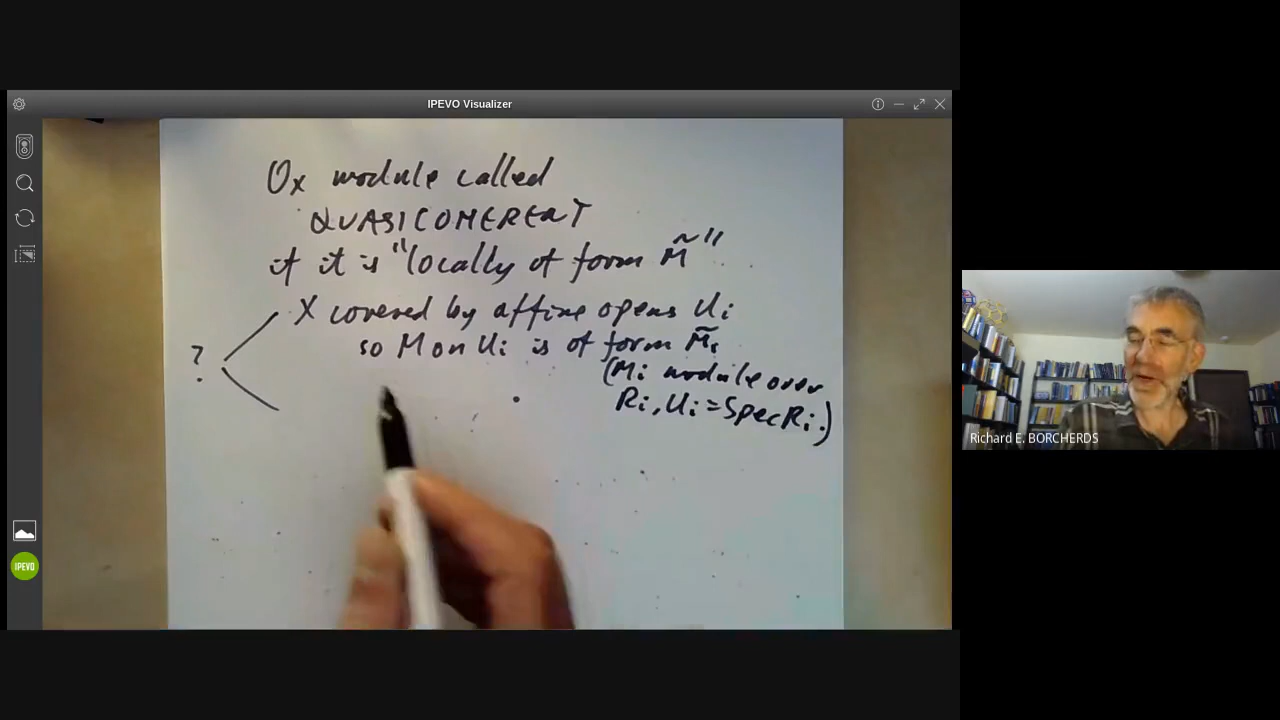 IPEVO Visualizer
Ox module called
QUASICOHERENT
if it is "locally of form M̃"
X covered by affine opens Ui
so M on Ui is of form M̃i
(Mi module over
Ri, Ui = Spec Ri.)
?
IPEVO
Richard E. BORCHERDS